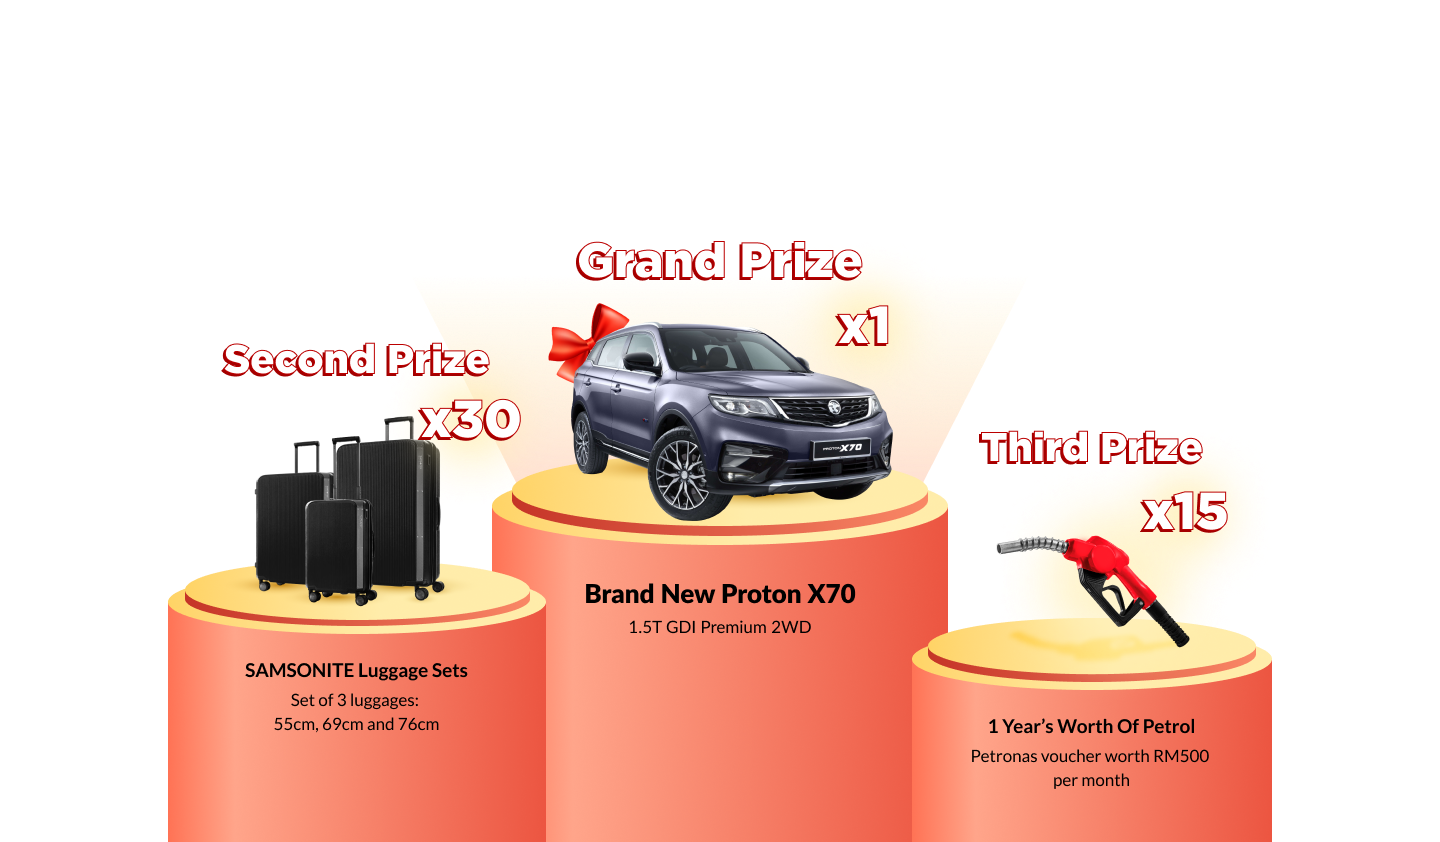 Grand Prize
x1
PROTON X70
Second Prize
x30
Third Prize
x15
Brand New Proton X70
1.5T GDI Premium 2WD
SAMSONITE Luggage Sets
Set of 3 luggages:
55cm, 69cm and 76cm
1 Year’s Worth Of Petrol
Petronas voucher worth RM500
per month